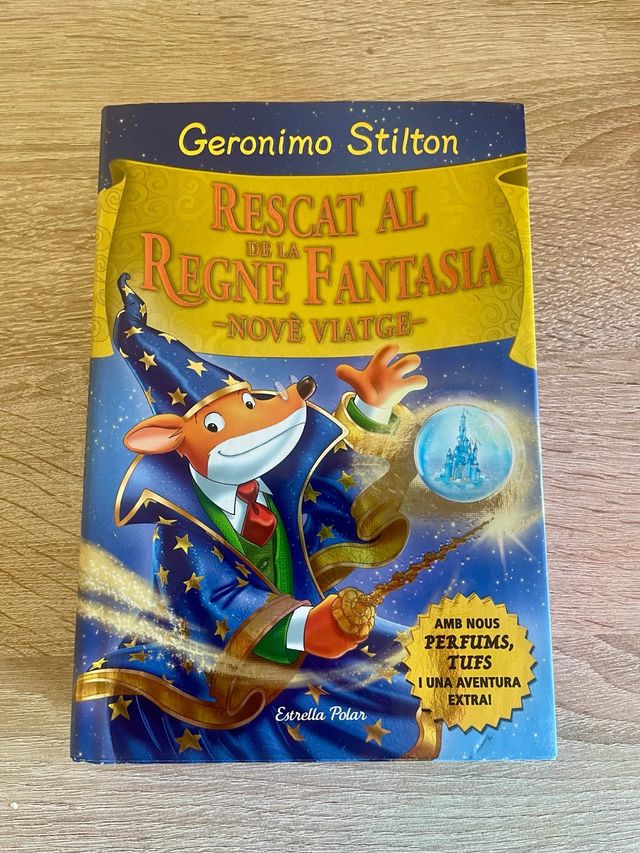 Geronimo Stilton
RESCAT AL
DE LA
REGNE FANTASIA
-NOVÈ VIATGE-
AMB NOUS
PERFUMS,
TUFS
I UNA AVENTURA
EXTRA!
Estrella Polar